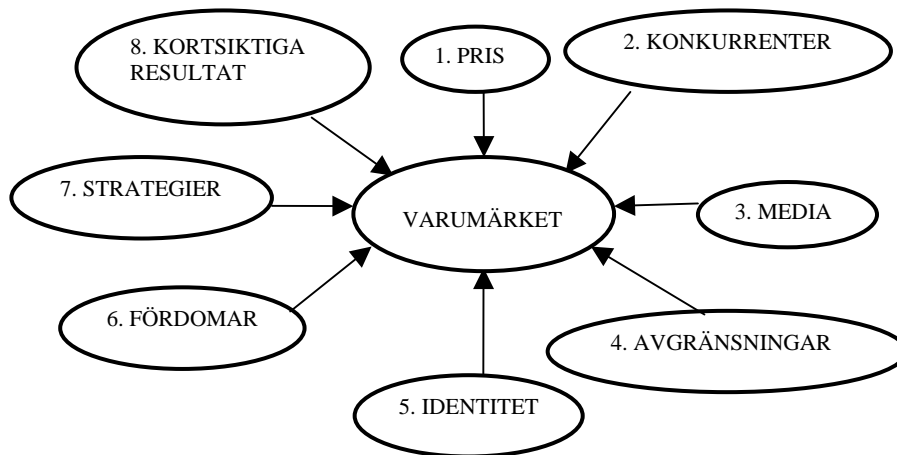 8. KORTSIKTIGA
RESULTAT
1. PRIS
2. KONKURRENTER
7. STRATEGIER
VARUMÄRKET
3. MEDIA
6. FÖRDOMAR
4. AVGRÄNSNINGAR
5. IDENTITET